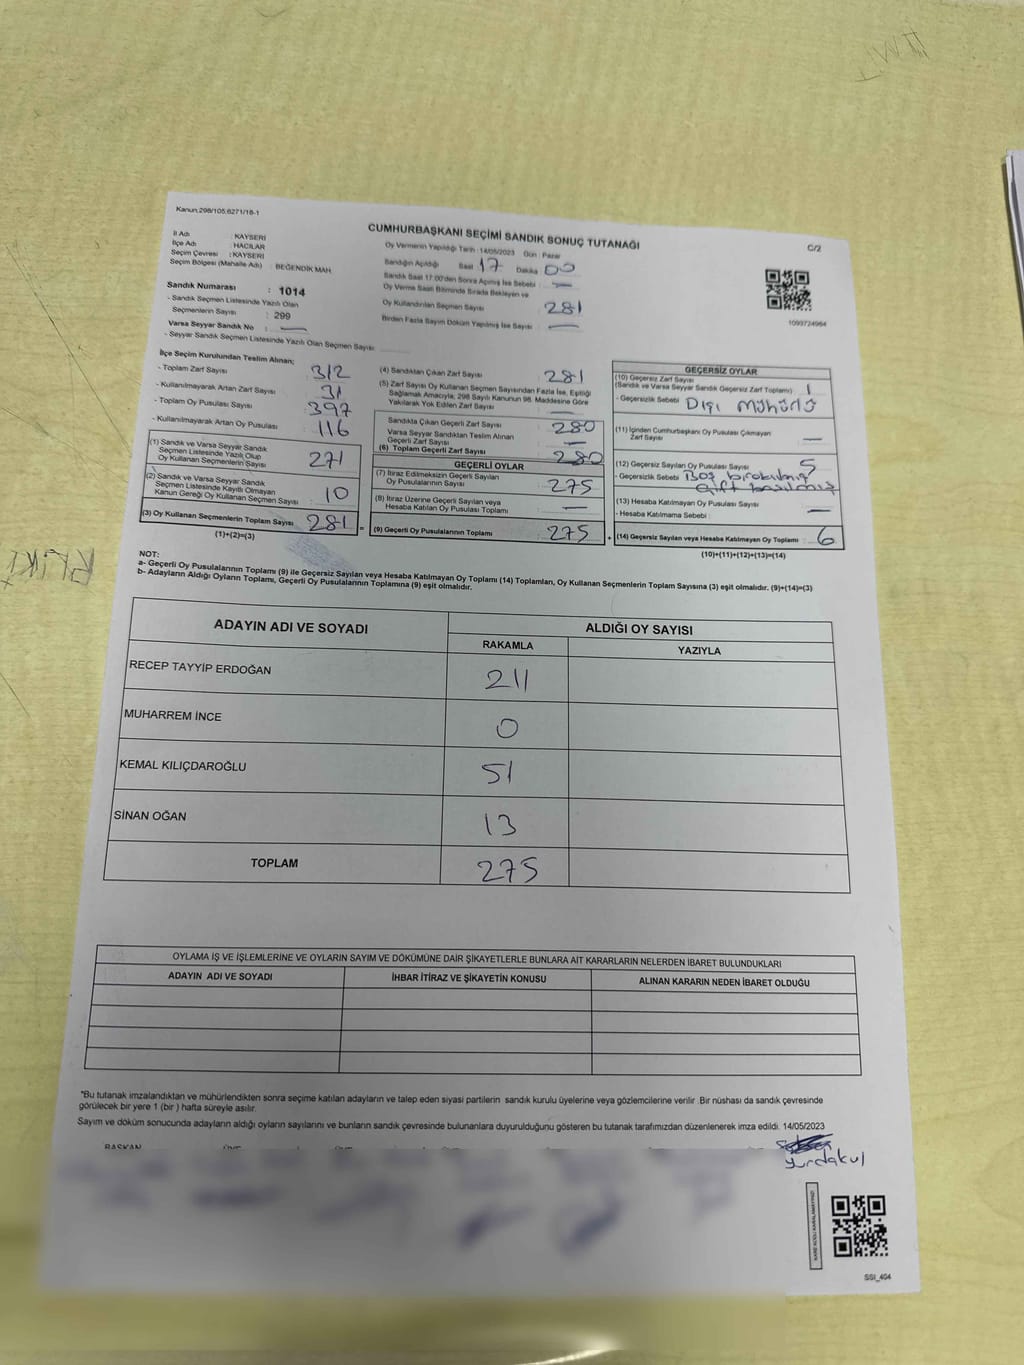 Kanun,298/105,6271/18-1
CUMHURBAŞKANI SEÇİMİ SANDIK SONUÇ TUTANAĞI
C/2
İl Adı : KAYSERİ
İlçe Adı : HACILAR
Seçim Çevresi : KAYSERİ
Seçim Bölgesi (Mahalle Adı) : BEĞENDİK MAH
Sandık Numarası : 1014
- Sandık Seçmen Listesinde Yazılı Olan
Seçmenlerin Sayısı : 299
Varsa Seyyar Sandık No : —
- Seyyar Sandık Seçmen Listesinde Yazılı Olan Seçmen Sayısı
Oy Vermenin Yapıldığı Tarih : 14/05/2023 Gün : Pazar
Sandığın Açıldığı Saat 17 Dakika 00
Sandık Saat 17:00'den Sonra Açılmış İse Sebebi : —
Oy Verme Saati Bitiminde Sırada Bekleyen ve
Oy Kullandırılan Seçmen Sayısı 281
Birden Fazla Sayım Döküm Yapılmış İse Sayısı : —
1099724984
İlçe Seçim Kurulundan Teslim Alınan;
- Toplam Zarf Sayısı : 312
- Kullanılmayarak Artan Zarf Sayısı : 31
- Toplam Oy Pusulası Sayısı : 397
- Kullanılmayarak Artan Oy Pusulası : 116
(1) Sandık ve Varsa Seyyar Sandık
Seçmen Listesinde Yazılı Olup
Oy Kullanan Seçmenlerin Sayısı : 271
(2) Sandık ve Varsa Seyyar Sandık
Seçmen Listesinde Kayıtlı Olmayan
Kanun Gereği Oy Kullanan Seçmen Sayısı : 10
(3) Oy Kullanan Seçmenlerin Toplam Sayısı : 281
(1)+(2)=(3)
=
(4) Sandıktan Çıkan Zarf Sayısı : 281
(5) Zarf Sayısı Oy Kullanan Seçmen Sayısından Fazla İse, Eşitliği
Sağlamak Amacıyla, 298 Sayılı Kanunun 98. Maddesine Göre
Yakılarak Yok Edilen Zarf Sayısı : —
Sandıkta Çıkan Geçerli Zarf Sayısı : 280
Varsa Seyyar Sandıktan Teslim Alınan
Geçerli Zarf Sayısı : —
(6) Toplam Geçerli Zarf Sayısı : 280
GEÇERLİ OYLAR
(7) İtiraz Edilmeksizin Geçerli Sayılan
Oy Pusulalarının Sayısı : 275
(8) İtiraz Üzerine Geçerli Sayılan veya
Hesaba Katılan Oy Pusulası Toplamı : —
(9) Geçerli Oy Pusulalarının Toplamı : 275
+
GEÇERSİZ OYLAR
(10) Geçersiz Zarf Sayısı
(Sandık ve Varsa Seyyar Sandık Geçersiz Zarf Toplamı) : 1
- Geçersizlik Sebebi : Dışı mühürlü
(11) İçinden Cumhurbaşkanı Oy Pusulası Çıkmayan
Zarf Sayısı : —
(12) Geçersiz Sayılan Oy Pusulası Sayısı : 5
- Geçersizlik Sebebi : Boş bırakılmış
çift basılmış
(13) Hesaba Katılmayan Oy Pusulası Sayısı : —
- Hesaba Katılmama Sebebi :
(14) Geçersiz Sayılan veya Hesaba Katılmayan Oy Toplamı : 6
(10)+(11)+(12)+(13)=(14)
NOT:
a- Geçerli Oy Pusulalarının Toplamı (9) ile Geçersiz Sayılan veya Hesaba Katılmayan Oy Toplamı (14) Toplamları, Oy Kullanan Seçmenlerin Toplam Sayısına (3) eşit olmalıdır. (9)+(14)=(3)
b- Adayların Aldığı Oyların Toplamı, Geçerli Oy Pusulalarının Toplamına (9) eşit olmalıdır.
ADAYIN ADI VE SOYADI
ALDIĞI OY SAYISI
RAKAMLA
YAZIYLA
RECEP TAYYİP ERDOĞAN 211
MUHARREM İNCE 0
KEMAL KILIÇDAROĞLU 51
SİNAN OĞAN 13
TOPLAM 275
OYLAMA İŞ VE İŞLEMLERİNE VE OYLARIN SAYIM VE DÖKÜMÜNE DAİR ŞİKAYETLERLE BUNLARA AİT KARARLARIN NELERDEN İBARET BULUNDUKLARI
ADAYIN ADI VE SOYADI
İHBAR İTİRAZ VE ŞİKAYETİN KONUSU
ALINAN KARARIN NEDEN İBARET OLDUĞU
*Bu tutanak imzalandıktan ve mühürlendikten sonra seçime katılan adayların ve talep eden siyasi partilerin sandık kurulu üyelerine veya gözlemcilerine verilir .Bir nüshası da sandık çevresinde
görülecek bir yere 1 (bir ) hafta süreyle asılır.
Sayım ve döküm sonucunda adayların aldığı oyların sayılarını ve bunların sandık çevresinde bulunanlara duyurulduğunu gösteren bu tutanak tarafımızdan düzenlenerek imza edildi. 14/05/2023
BAŞKAN
yurdakul
KARE KODU KARALAMAYINIZ!
SSI_404